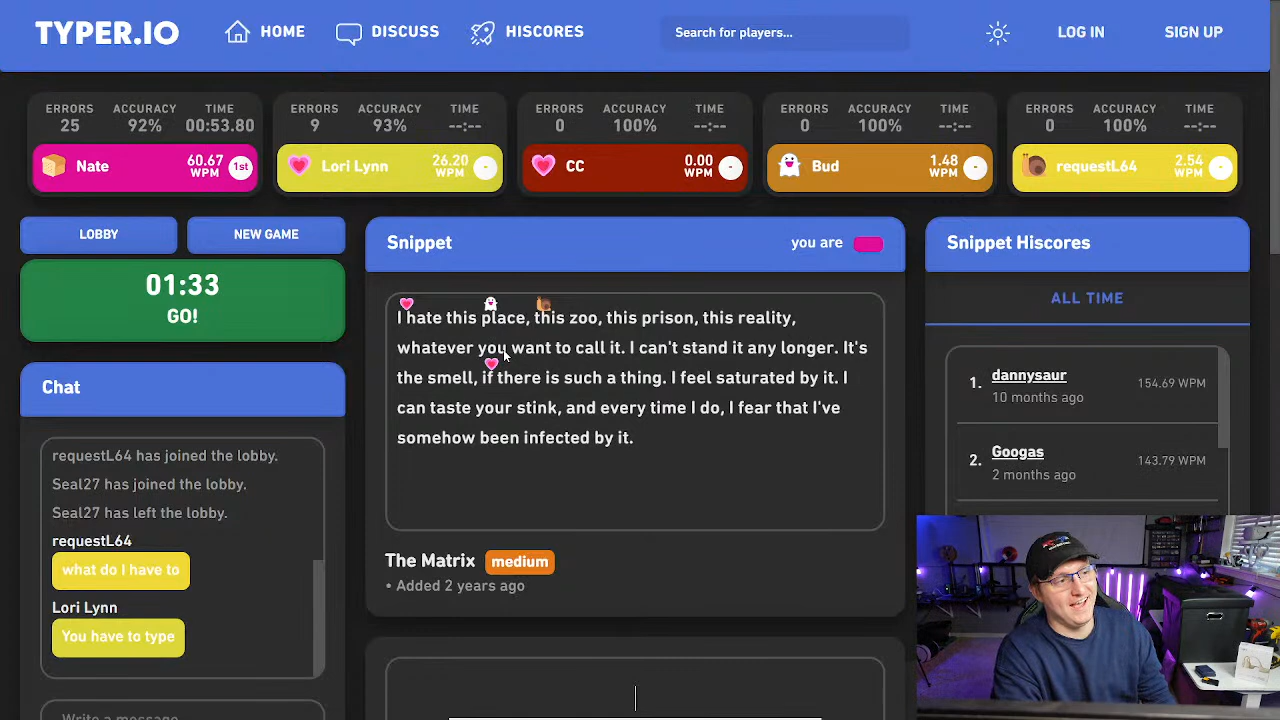 TYPER.IO
HOME
DISCUSS
HISCORES
Search for players...
LOG IN
SIGN UP
ERRORS ACCURACY TIME
25 92% 00:53.80
Nate 60.67 WPM 1st
ERRORS ACCURACY TIME
9 93% --:--
Lori Lynn 26.20 WPM -
ERRORS ACCURACY TIME
0 100% --:--
CC 0.00 WPM -
ERRORS ACCURACY TIME
0 100% --:--
Bud 1.48 WPM -
ERRORS ACCURACY TIME
0 100% --:--
requestL64 2.54 WPM -
LOBBY
NEW GAME
01:33
GO!
Chat
requestL64 has joined the lobby.
Seal27 has joined the lobby.
Seal27 has left the lobby.
requestL64
what do I have to
Lori Lynn
You have to type
Write a message
Snippet
you are
I hate this place, this zoo, this prison, this reality,
whatever you want to call it. I can't stand it any longer. It's
the smell, if there is such a thing. I feel saturated by it. I
can taste your stink, and every time I do, I fear that I've
somehow been infected by it.
The Matrix medium
• Added 2 years ago
Snippet Hiscores
ALL TIME
1. dannysaur 154.69 WPM
10 months ago
2. Googas 143.79 WPM
2 months ago